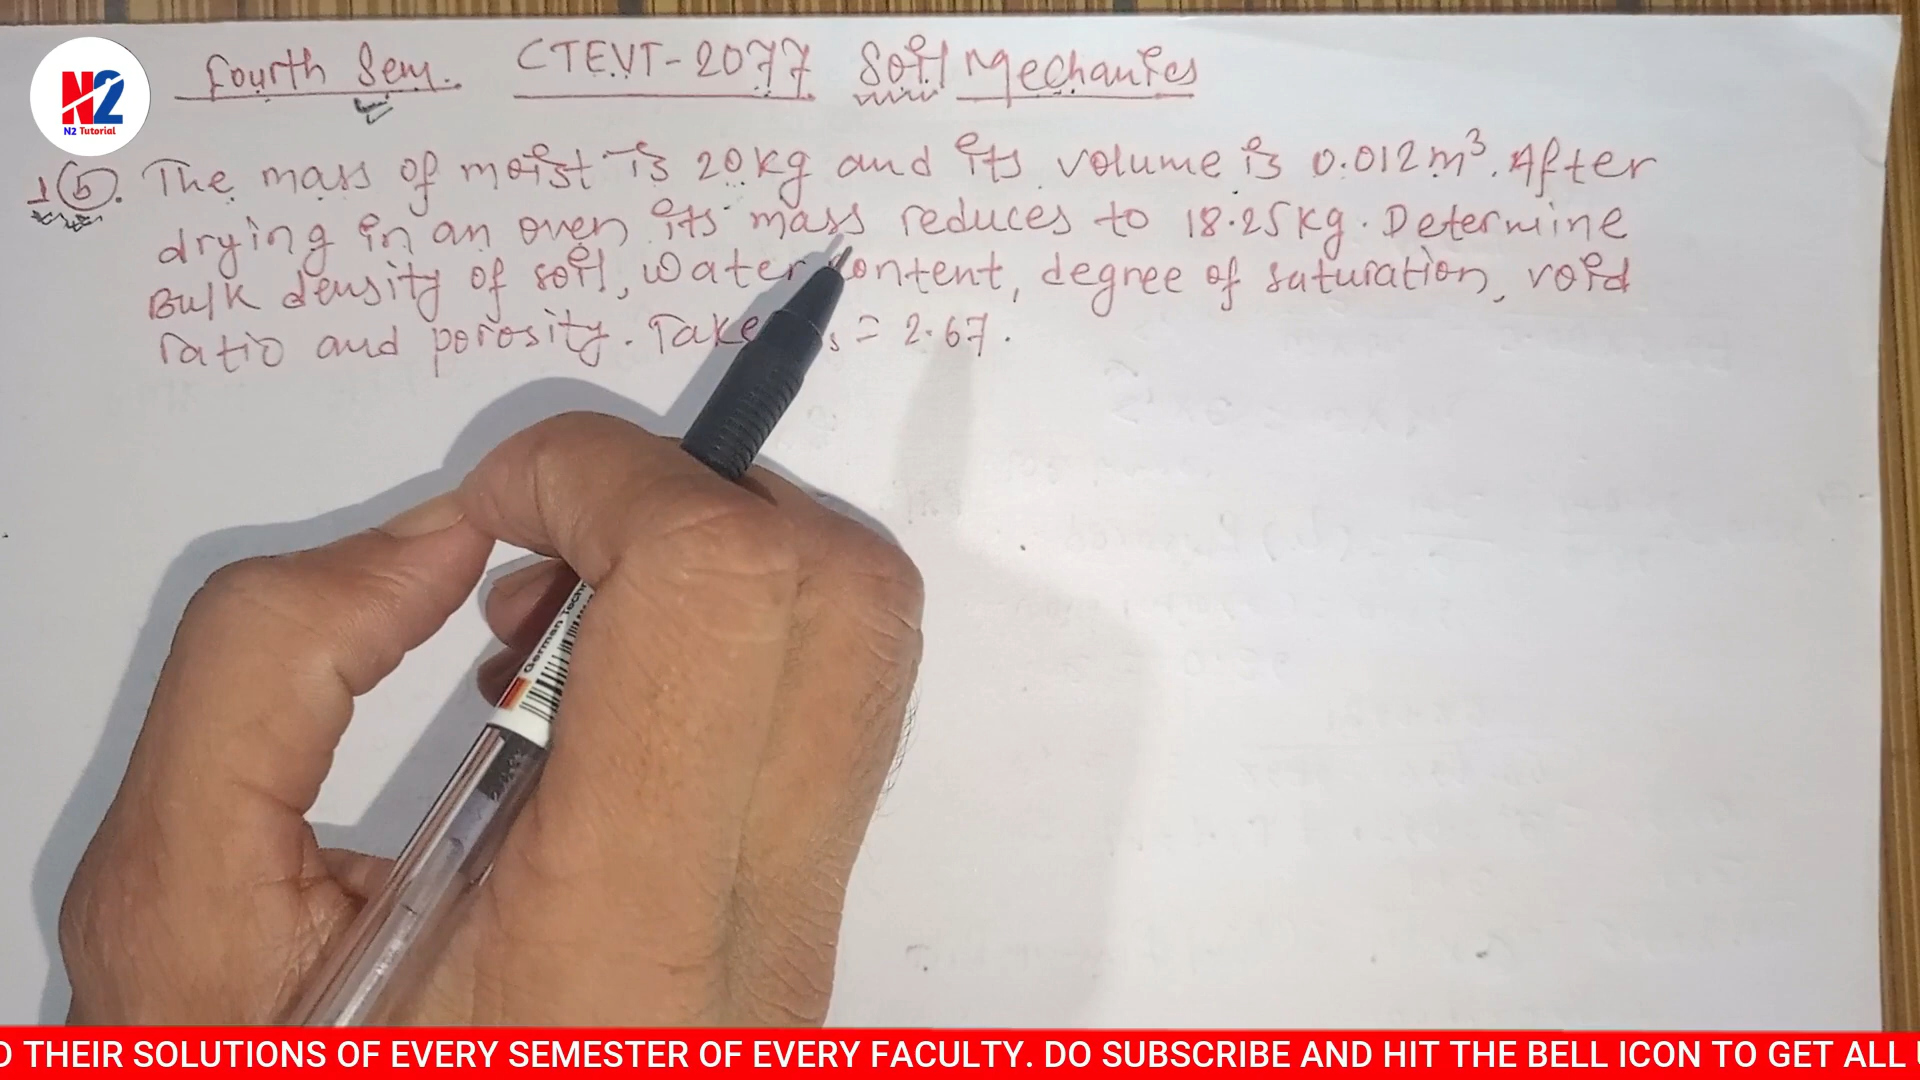 N2
N2 Tutorial
Fourth Sem. CTEVT-2077 Soil Mechanics
1(b). The mass of moist is 20kg and its volume is 0.012m³. After
drying in an oven its mass reduces to 18.25kg. Determine
Bulk density of soil, water content, degree of saturation, void
ratio and porosity. Take s = 2.67.
German Techn
D THEIR SOLUTIONS OF EVERY SEMESTER OF EVERY FACULTY. DO SUBSCRIBE AND HIT THE BELL ICON TO GET ALL